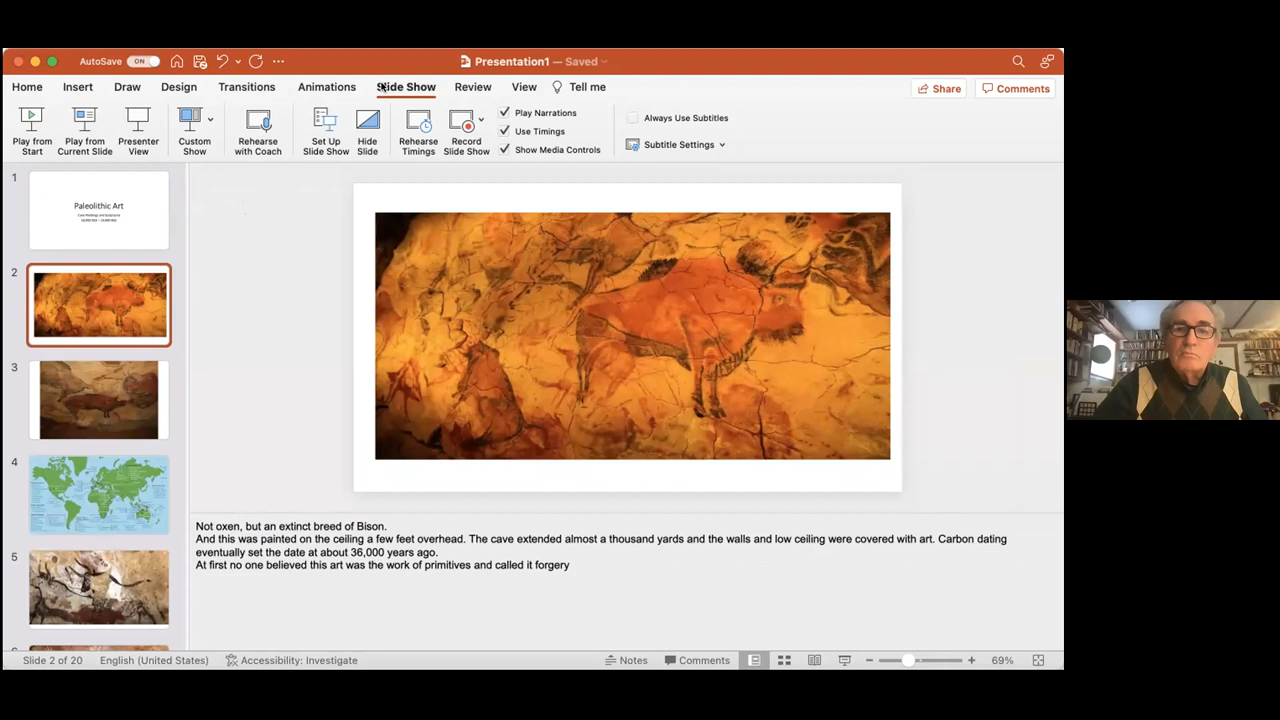 AutoSave ON
Presentation1 — Saved
Home Insert Draw Design Transitions Animations Slide Show Review View Tell me
Share Comments
Play from Start
Play from Current Slide
Presenter View
Custom Show
Rehearse with Coach
Set Up Slide Show
Hide Slide
Rehearse Timings
Record Slide Show
Play Narrations
Use Timings
Show Media Controls
Always Use Subtitles
Subtitle Settings
1
Paleolithic Art
2
3
4
5
Not oxen, but an extinct breed of Bison.
And this was painted on the ceiling a few feet overhead. The cave extended almost a thousand yards and the walls and low ceiling were covered with art. Carbon dating
eventually set the date at about 36,000 years ago.
At first no one believed this art was the work of primitives and called it forgery
Slide 2 of 20 English (United States) Accessibility: Investigate Notes Comments 69%